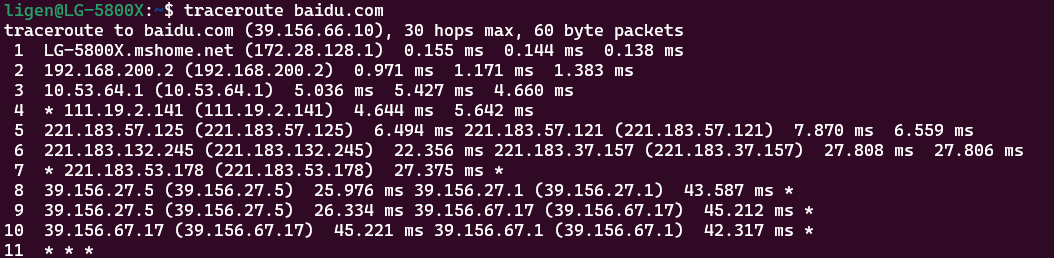 ligen@LG-5800X:~$ traceroute baidu.com
traceroute to baidu.com (39.156.66.10), 30 hops max, 60 byte packets
 1  LG-5800X.mshome.net (172.28.128.1)  0.155 ms  0.144 ms  0.138 ms
 2  192.168.200.2 (192.168.200.2)  0.971 ms  1.171 ms  1.383 ms
 3  10.53.64.1 (10.53.64.1)  5.036 ms  5.427 ms  4.660 ms
 4  * 111.19.2.141 (111.19.2.141)  4.644 ms  5.642 ms
 5  221.183.57.125 (221.183.57.125)  6.494 ms 221.183.57.121 (221.183.57.121)  7.870 ms  6.559 ms
 6  221.183.132.245 (221.183.132.245)  22.356 ms 221.183.37.157 (221.183.37.157)  27.808 ms  27.806 ms
 7  * 221.183.53.178 (221.183.53.178)  27.375 ms *
 8  39.156.27.5 (39.156.27.5)  25.976 ms 39.156.27.1 (39.156.27.1)  43.587 ms *
 9  39.156.27.5 (39.156.27.5)  26.334 ms 39.156.67.17 (39.156.67.17)  45.212 ms *
10  39.156.67.17 (39.156.67.17)  45.221 ms 39.156.67.1 (39.156.67.1)  42.317 ms *
11  * * *